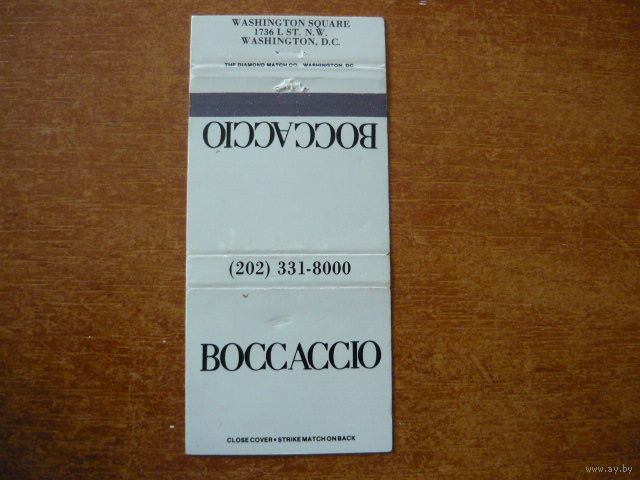 WASHINGTON SQUARE
1736 L ST. N.W.
WASHINGTON, D.C.
THE DIAMOND MATCH CO. WASHINGTON, DC
BOCCACCIO
(202) 331-8000
BOCCACCIO
CLOSE COVER • STRIKE MATCH ON BACK
www.ay.by